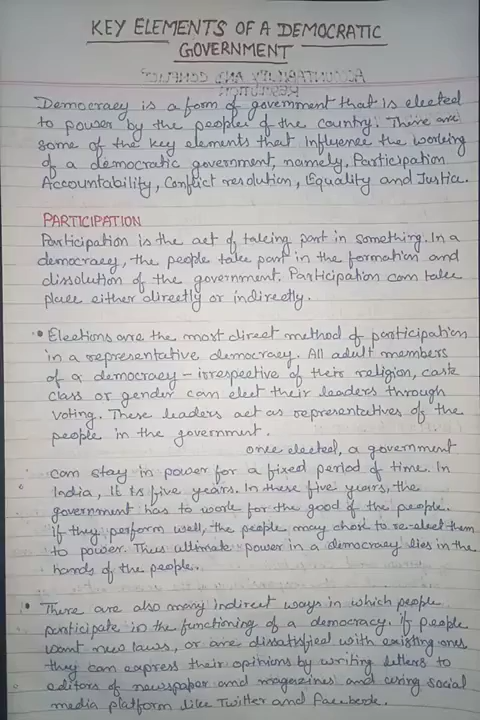 KEY ELEMENTS OF A DEMOCRATIC
GOVERNMENT
ACCOUNTABILITY AND CONFLICT
RESOLUTION
Democracy is a form of government that is elected
to power by the people of the country. There are
some of the key elements that influence the working
of a democratic government, namely, Participation
Accountability, Conflict resolution, Equality and Justice.
PARTICIPATION
Participation is the act of taking part in something. In a
democracy, the people take part in the formation and
dissolution of the government. Participation can take
place either directly or indirectly.
• Elections are the most direct method of participation
in a representative democracy. All adult members
of a democracy - irrespective of their religion, caste
class or gender can elect their leaders through
voting. These leaders act as representatives of the
people in the government.
once elected, a government
can stay in power for a fixed period of time. In
India, it is five years. In these five years, the
government has to work for the good of the people.
if they perform well, the people may chose to re-elect them
to power. Thus ultimate power in a democracy lies in the
hands of the people.
• There are also many indirect ways in which people
participate in the functioning of a democracy. if people
want new laws, or are dissatisfied with existing ones
they can express their opinions by writing letters to
editors of newspaper and magazines and using social
media platform like Twitter and Facebook.